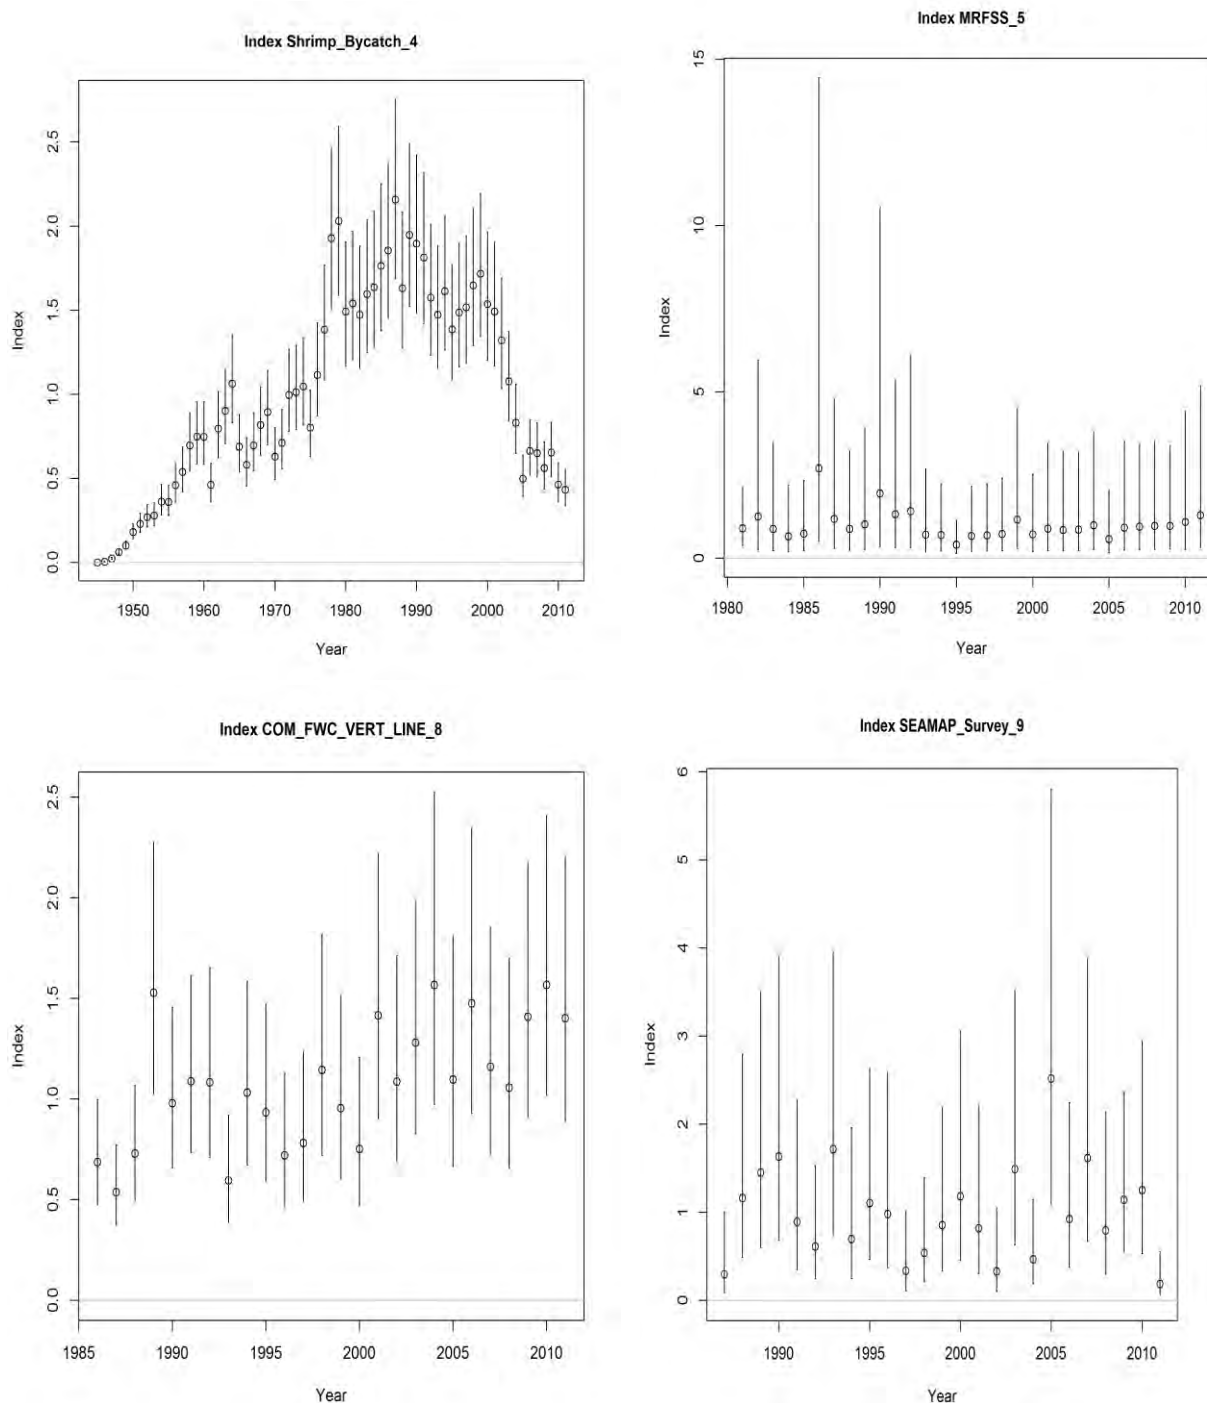 Index Shrimp_Bycatch_4
Index
2.5
2.0
1.5
1.0
0.5
0.0
1950 1960 1970 1980 1990 2000 2010
Year
Index MRFSS_5
Index
15
10
5
0
1980 1985 1990 1995 2000 2005 2010
Year
Index COM_FWC_VERT_LINE_8
Index
2.5
2.0
1.5
1.0
0.5
0.0
1985 1990 1995 2000 2005 2010
Year
Index SEAMAP_Survey_9
Index
6
5
4
3
2
1
0
1990 1995 2000 2005 2010
Year